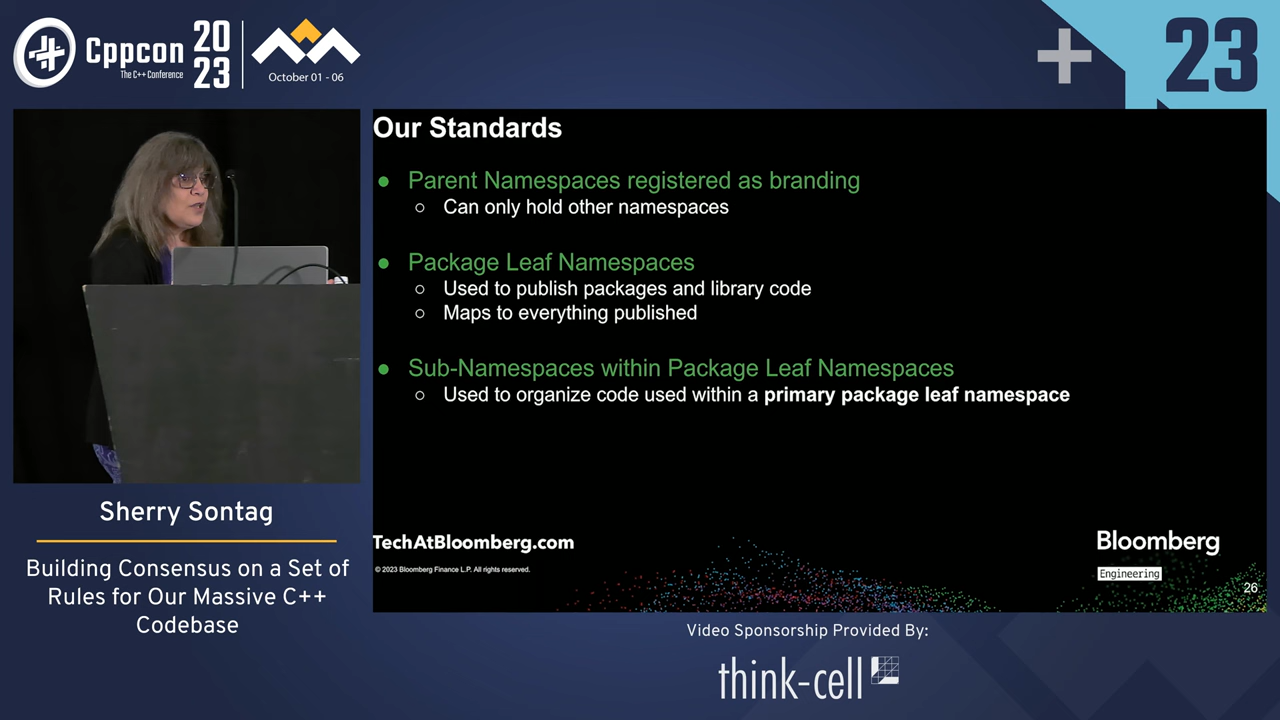 Cppcon
The C++ Conference
20
23
October 01 - 06
23
Our Standards
Parent Namespaces registered as branding
Can only hold other namespaces
Package Leaf Namespaces
Used to publish packages and library code
Maps to everything published
Sub-Namespaces within Package Leaf Namespaces
Used to organize code used within a primary package leaf namespace
TechAtBloomberg.com
© 2023 Bloomberg Finance L.P. All rights reserved.
Bloomberg
Engineering
26
Sherry Sontag
Building Consensus on a Set of
Rules for Our Massive C++
Codebase
Video Sponsorship Provided By:
think-cell